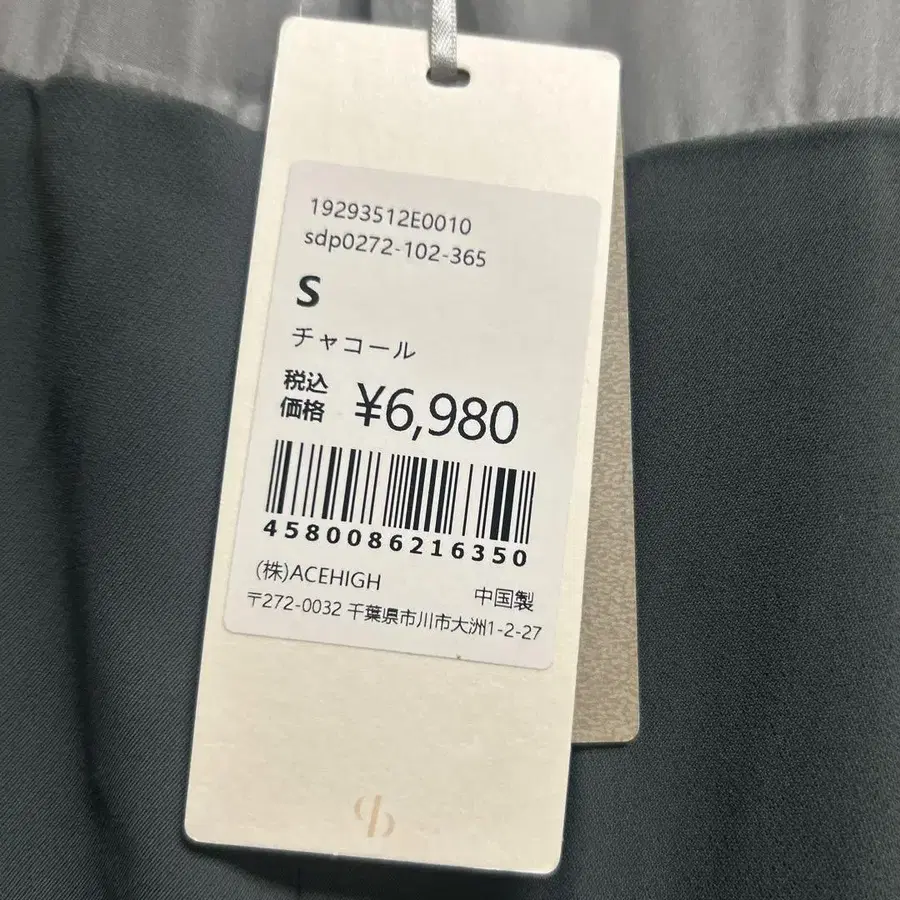 19293512E0010
sdp0272-102-365
S
チャコール
税込
価格 ¥6,980
4580086216350
(株)ACEHIGH 中国製
〒272-0032 千葉県市川市大洲1-2-27